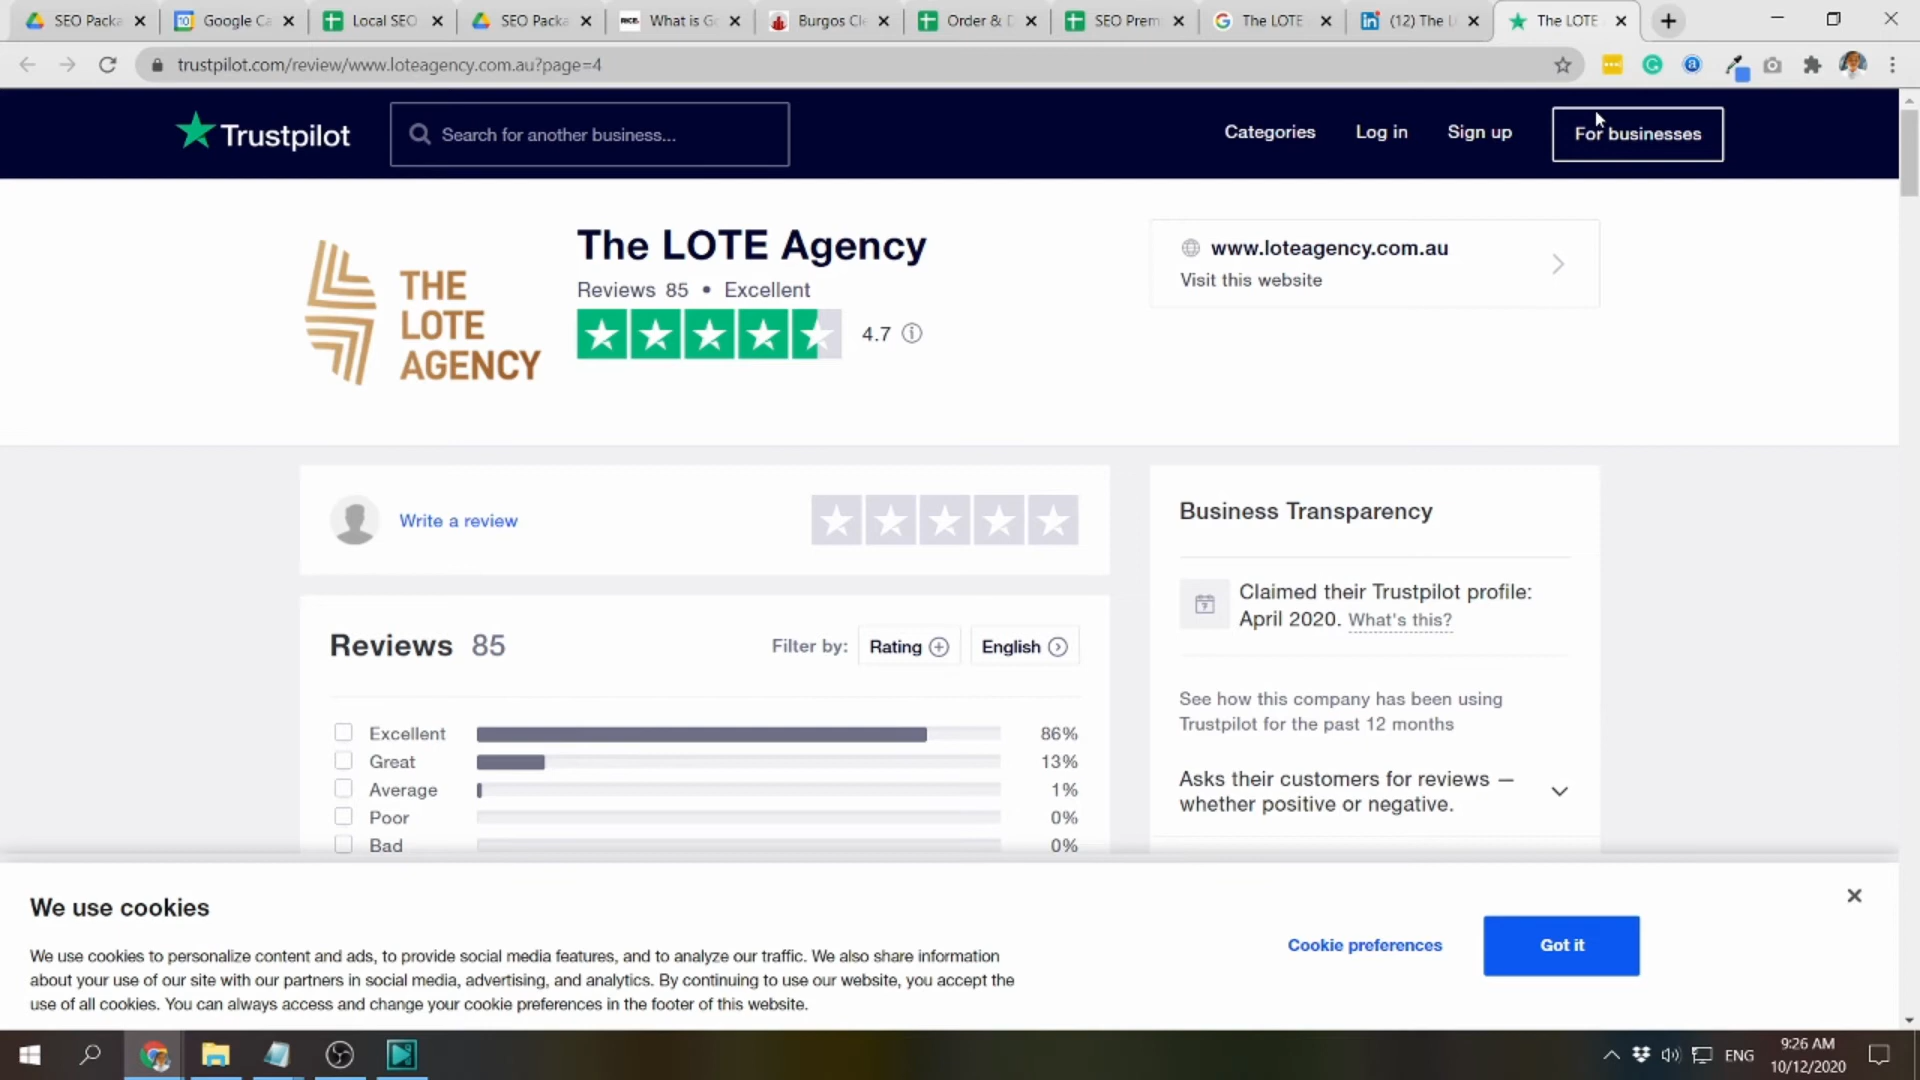 SEO Packa
Google Ca
Local SEO
SEO Packa
What is Go
Burgos Cle
Order & D
SEO Prem
The LOTE
(12) The L
The LOTE
trustpilot.com/review/www.loteagency.com.au?page=4
Trustpilot
Search for another business...
Categories
Log in
Sign up
For businesses
THE
LOTE
AGENCY
The LOTE Agency
Reviews 85 • Excellent
4.7
www.loteagency.com.au
Visit this website
Write a review
Business Transparency
Claimed their Trustpilot profile:
April 2020. What's this?
Reviews 85
Filter by:
Rating
English
See how this company has been using
Trustpilot for the past 12 months
Excellent 86%
Great 13%
Average 1%
Poor 0%
Bad 0%
Asks their customers for reviews —
whether positive or negative.
We use cookies
We use cookies to personalize content and ads, to provide social media features, and to analyze our traffic. We also share information
about your use of our site with our partners in social media, advertising, and analytics. By continuing to use our website, you accept the
use of all cookies. You can always access and change your cookie preferences in the footer of this website.
Cookie preferences
Got it
ENG
9:26 AM
10/12/2020